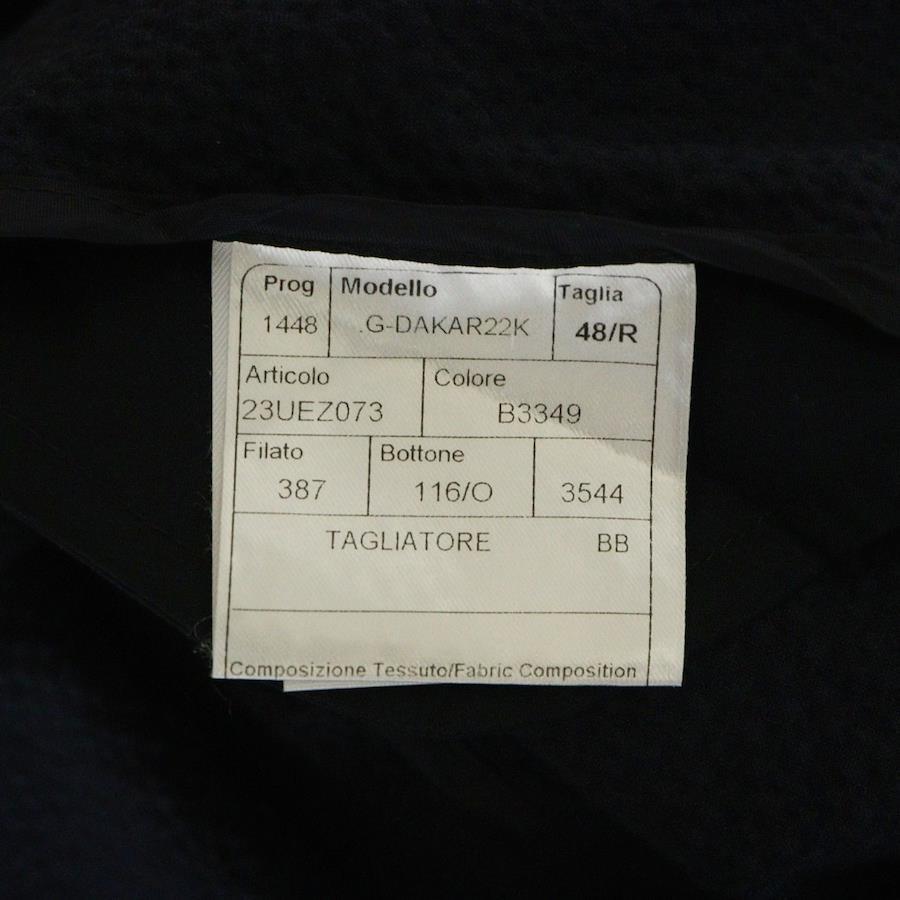 Prog Modello Taglia
1448 .G-DAKAR22K 48/R
Articolo Colore
23UEZ073 B3349
Filato Bottone
387 116/O 3544
TAGLIATORE BB
Composizione Tessuto/Fabric Composition